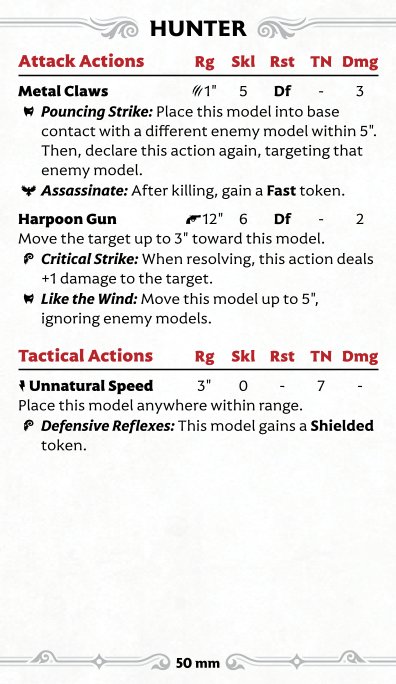 HUNTER
Attack Actions Rg Skl Rst TN Dmg
Metal Claws 1" 5 Df - 3
Pouncing Strike: Place this model into base
contact with a different enemy model within 5".
Then, declare this action again, targeting that
enemy model.
Assassinate: After killing, gain a Fast token.
Harpoon Gun 12" 6 Df - 2
Move the target up to 3" toward this model.
Critical Strike: When resolving, this action deals
+1 damage to the target.
Like the Wind: Move this model up to 5",
ignoring enemy models.
Tactical Actions Rg Skl Rst TN Dmg
Unnatural Speed 3" 0 - 7 -
Place this model anywhere within range.
Defensive Reflexes: This model gains a Shielded
token.
50 mm